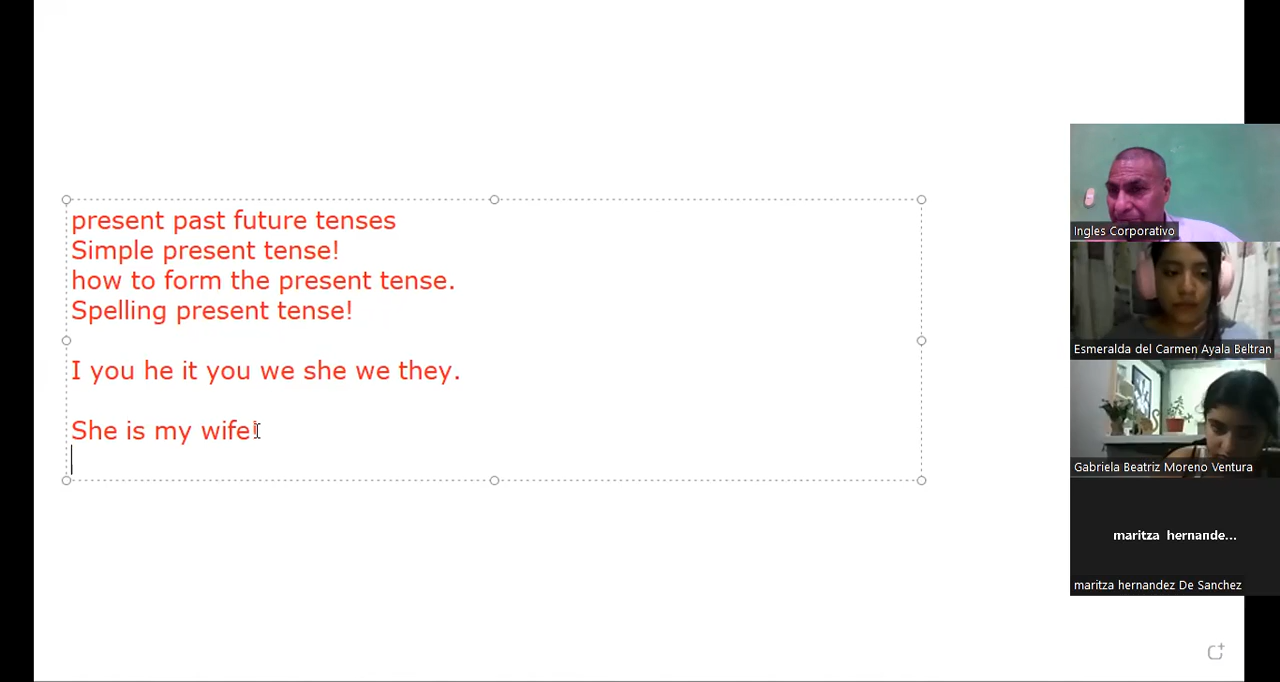 present past future tenses
Simple present tense!
how to form the present tense.
Spelling present tense!
I you he it you we she we they.
She is my wife!
Ingles Corporativo
Esmeralda del Carmen Ayala Beltran
Gabriela Beatriz Moreno Ventura
maritza hernande...
maritza hernandez De Sanchez